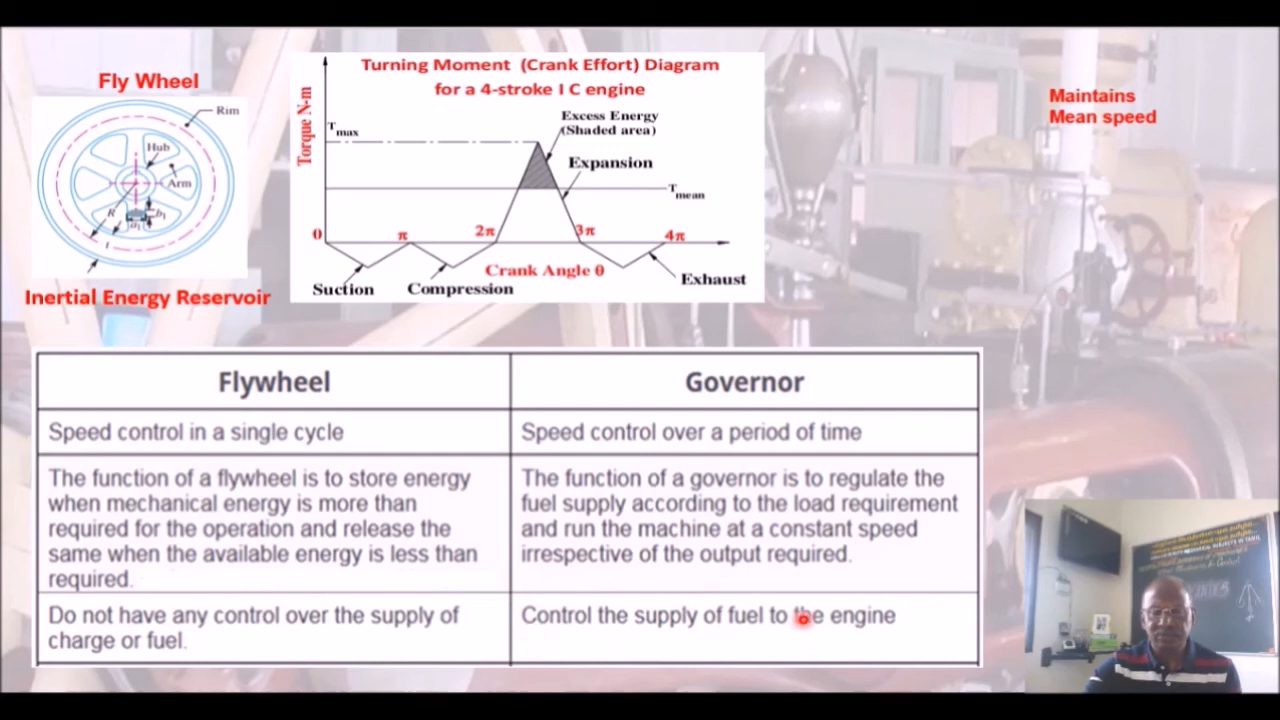 Fly Wheel
Rim
Hub
Arm
R
b₁
a₁
Inertial Energy Reservoir
Turning Moment (Crank Effort) Diagram
for a 4-stroke I C engine
Torque N-m
Tmax
Excess Energy
(Shaded area)
Expansion
Tmean
0
π
2π
3π
4π
Crank Angle θ
Suction
Compression
Exhaust
Maintains
Mean speed
Flywheel
Governor
Speed control in a single cycle
Speed control over a period of time
The function of a flywheel is to store energy
when mechanical energy is more than
required for the operation and release the
same when the available energy is less than
required.
The function of a governor is to regulate the
fuel supply according to the load requirement
and run the machine at a constant speed
irrespective of the output required.
Do not have any control over the supply of
charge or fuel.
Control the supply of fuel to the engine